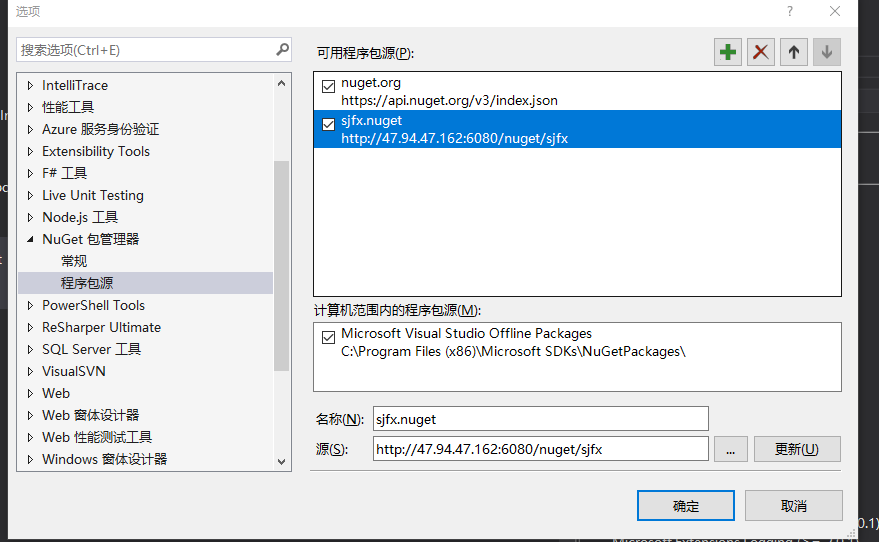 选项
搜索选项(Ctrl+E)
IntelliTrace
性能工具
Azure 服务身份验证
Extensibility Tools
F# 工具
Live Unit Testing
Node.js 工具
NuGet 包管理器
常规
程序包源
PowerShell Tools
ReSharper Ultimate
SQL Server 工具
VisualSVN
Web
Web 窗体设计器
Web 性能测试工具
Windows 窗体设计器
可用程序包源(P):
nuget.org
https://api.nuget.org/v3/index.json
sjfx.nuget
http://47.94.47.162:6080/nuget/sjfx
计算机范围内的程序包源(M):
Microsoft Visual Studio Offline Packages
C:\Program Files (x86)\Microsoft SDKs\NuGetPackages\
名称(N):
sjfx.nuget
源(S):
http://47.94.47.162:6080/nuget/sjfx
...
更新(U)
确定
取消
0.1)